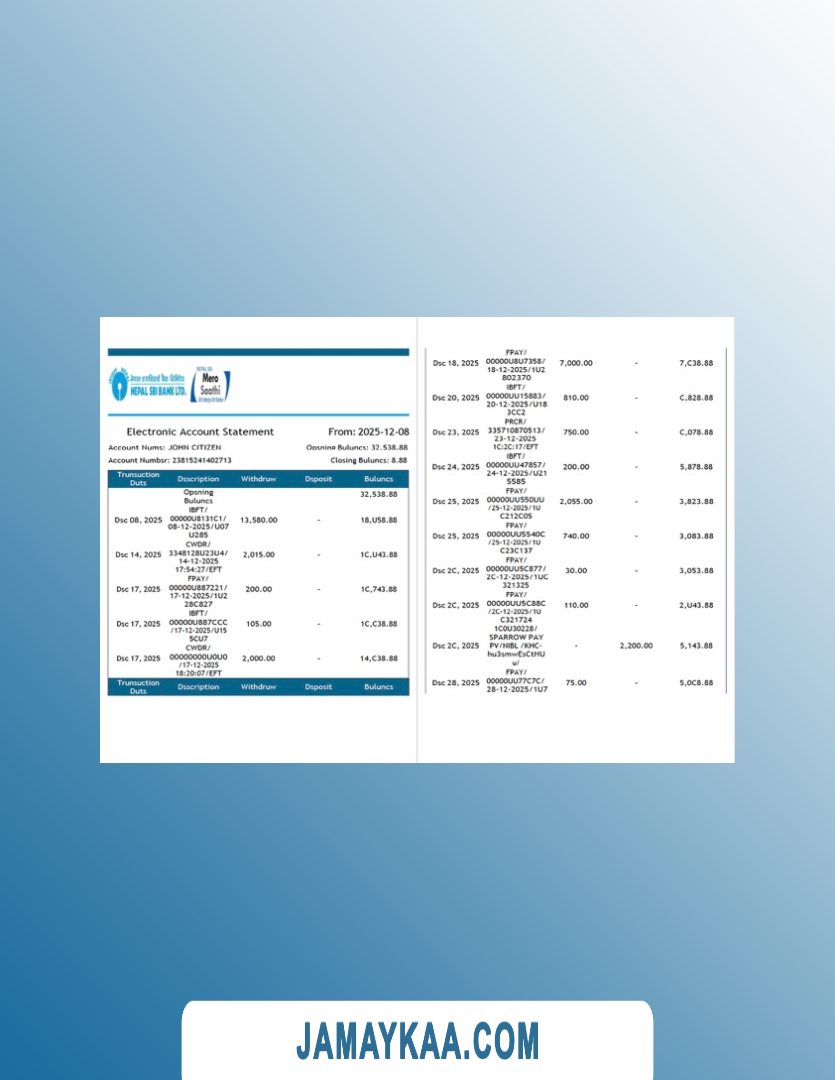 नेपाल एसबिआई बैंक लिमिटेड
NEPAL SBI BANK LTD.
NEPAL SBI
Mero
Saathi
Electronic Account Statement
From: 2025-12-08
Account Nums: JOHN CITIZEN
Opsning Buluncs: 32,538.88
Account Numbsr: 23815241402713
Closing Buluncs: 8.88
Trunsuction Dsscription Withdruw Dsposit Buluncs
Duts
Opsning
Buluncs
32,538.88
IBFT/
Dsc 08, 2025 00000U8131C1/ 13,580.00 - 18,U58.88
08-12-2025/U07
U285
CWDR/
Dsc 14, 2025 3348128U23U4/ 2,015.00 - 1C,U43.88
14-12-2025
17:54:27/EFT
FPAY/
Dsc 17, 2025 00000U887221/ 200.00 - 1C,743.88
17-12-2025/1U2
28C827
IBFT/
Dsc 17, 2025 00000U887CCC 105.00 - 1C,C38.88
/17-12-2025/U15
5CU7
CWDR/
Dsc 17, 2025 00000000U0U0 2,000.00 - 14,C38.88
/17-12-2025
18:20:07/EFT
Trunsuction Dsscription Withdruw Dsposit Buluncs
Duts
FPAY/
Dsc 18, 2025 00000U8U7358/ 7,000.00 - 7,C38.88
18-12-2025/1U2
802370
IBFT/
Dsc 20, 2025 00000UU15883/ 810.00 - C,828.88
20-12-2025/U18
3CC2
PRCR/
Dsc 23, 2025 335710870513/ 750.00 - C,078.88
23-12-2025
1C:2C:17/EFT
IBFT/
Dsc 24, 2025 00000UU47857/ 200.00 - 5,878.88
24-12-2025/U21
5585
FPAY/
Dsc 25, 2025 00000UU550UU 2,055.00 - 3,823.88
/25-12-2025/1U
C212C05
FPAY/
Dsc 25, 2025 00000UU5540C 740.00 - 3,083.88
/25-12-2025/1U
C23C137
FPAY/
Dsc 2C, 2025 00000UU5C877/ 30.00 - 3,053.88
2C-12-2025/1UC
321325
FPAY/
Dsc 2C, 2025 00000UU5C88C 110.00 - 2,U43.88
/2C-12-2025/1U
C321724
1C0U30228/
SPARROW PAY
Dsc 2C, 2025 PV/NIBL /KHC- - 2,200.00 5,143.88
hu3smwEsCtHU
u/
FPAY/
Dsc 28, 2025 00000UU77C7C/ 75.00 - 5,0C8.88
28-12-2025/1U7
JAMAYKAA.COM